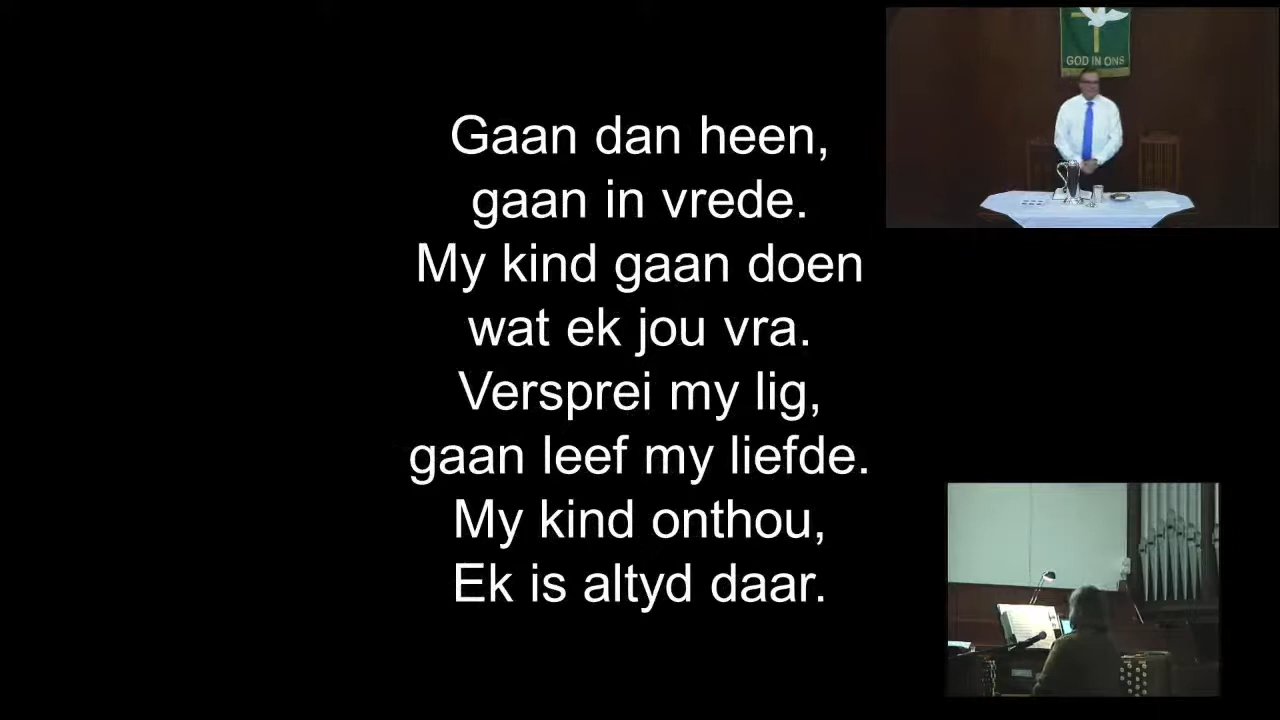 Gaan dan heen,
gaan in vrede.
My kind gaan doen
wat ek jou vra.
Versprei my lig,
gaan leef my liefde.
My kind onthou,
Ek is altyd daar.
GOD IN ONS